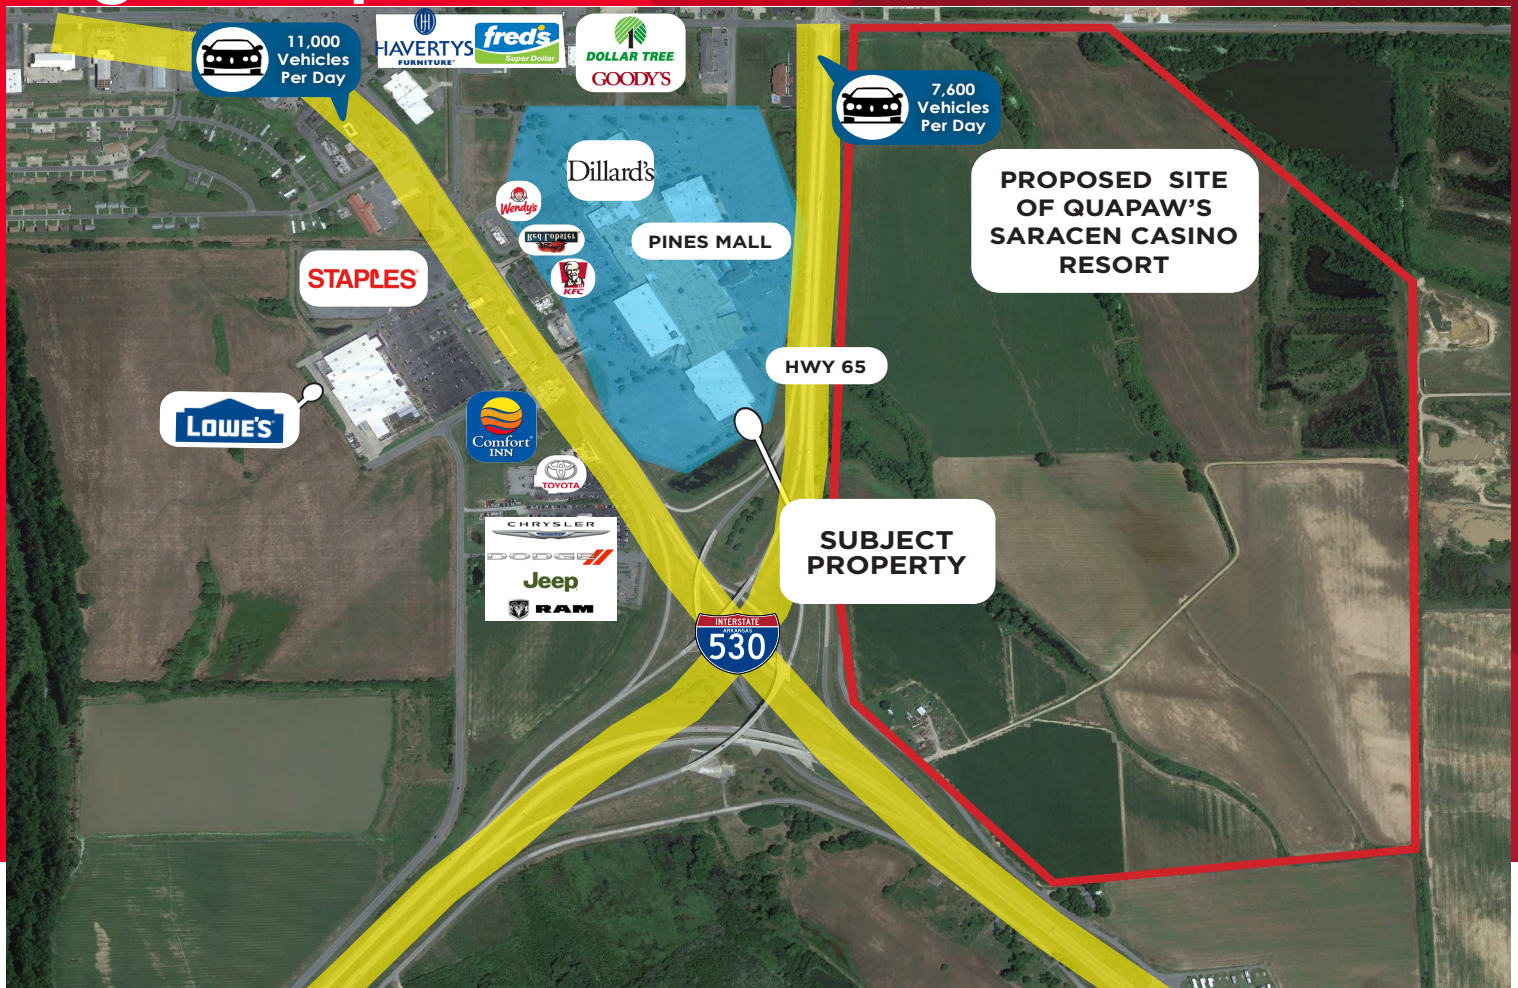 11,000
Vehicles
Per Day
HAVERTYS
FURNITURE
fred's
Super Dollar
DOLLAR TREE
GOODY'S
7,600
Vehicles
Per Day
Dillard's
Wendy's
Red Lobster
KFC
PINES MALL
PROPOSED SITE
OF QUAPAW'S
SARACEN CASINO
RESORT
STAPLES
HWY 65
LOWE'S
Comfort
INN
TOYOTA
CHRYSLER
DODGE
Jeep
RAM
SUBJECT
PROPERTY
INTERSTATE
ARKANSAS
530